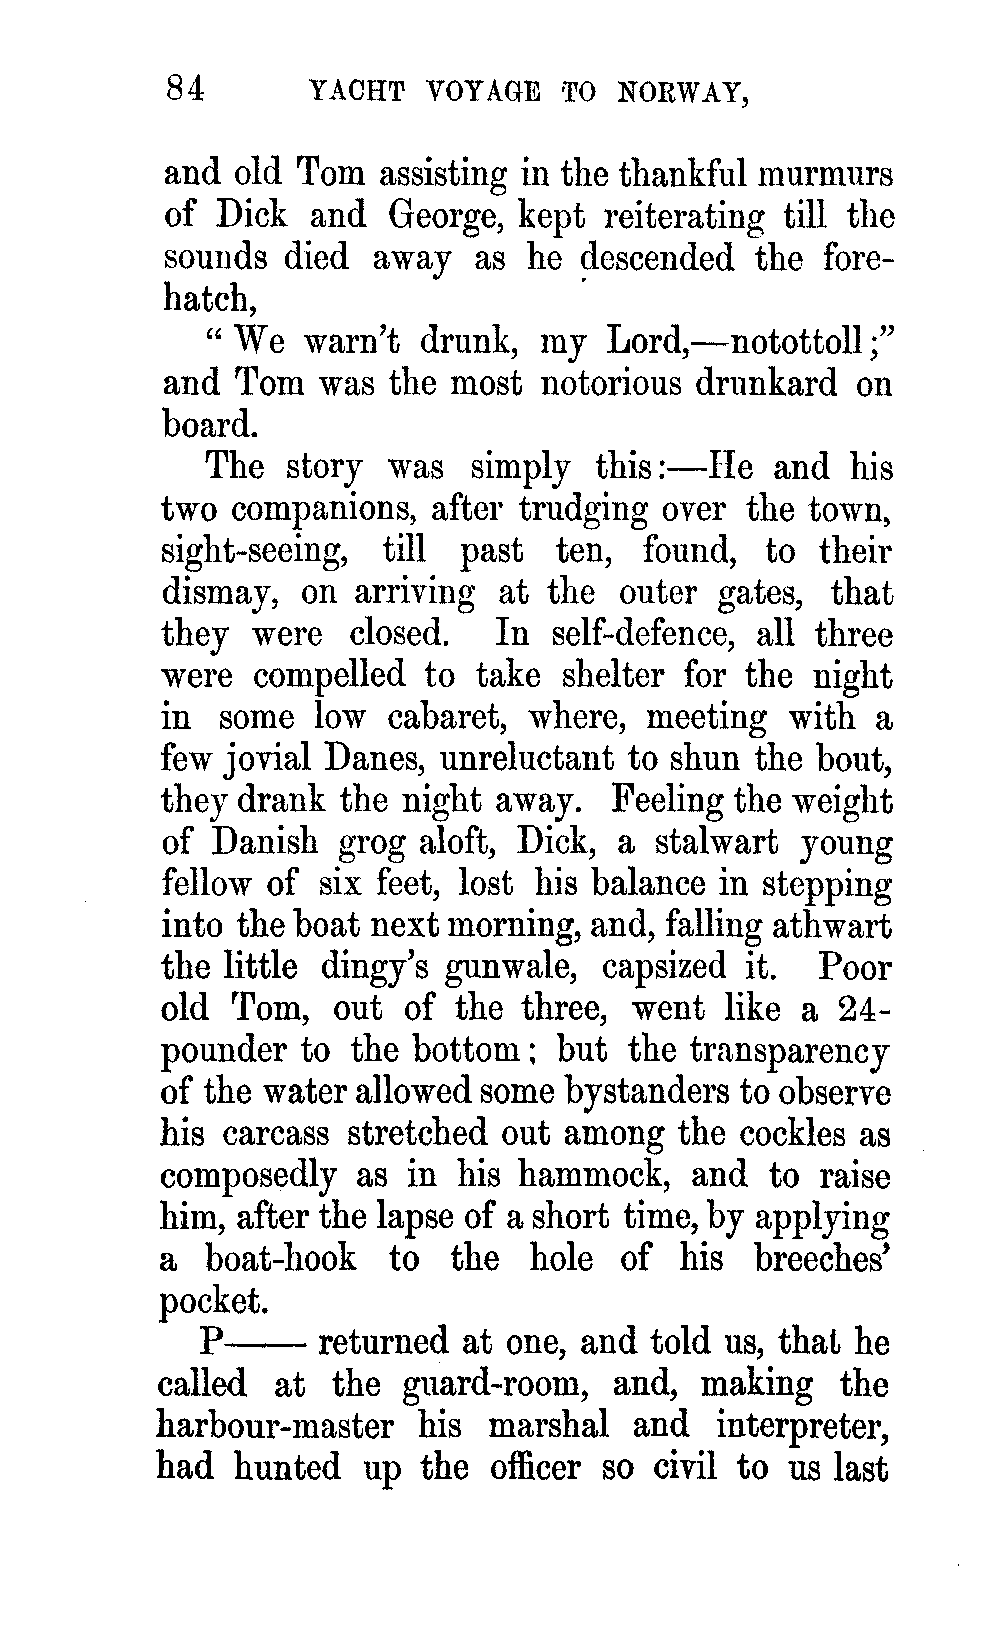 84 YACHT VOYAGE TO NORWAY,
and old Tom assisting in the thankful murmurs
of Dick and George, kept reiterating till the
sounds died away as he descended the fore-
hatch,
“ We warn't drunk, my Lord,—notottoll;”
and Tom was the most notorious drunkard on
board.
The story was simply this:—He and his
two companions, after trudging over the town,
sight-seeing, till past ten, found, to their
dismay, on arriving at the outer gates, that
they were closed. In self-defence, all three
were compelled to take shelter for the night
in some low cabaret, where, meeting with a
few jovial Danes, unreluctant to shun the bout,
they drank the night away. Feeling the weight
of Danish grog aloft, Dick, a stalwart young
fellow of six feet, lost his balance in stepping
into the boat next morning, and, falling athwart
the little dingy's gunwale, capsized it. Poor
old Tom, out of the three, went like a 24-
pounder to the bottom; but the transparency
of the water allowed some bystanders to observe
his carcass stretched out among the cockles as
composedly as in his hammock, and to raise
him, after the lapse of a short time, by applying
a boat-hook to the hole of his breeches'
pocket.
P—— returned at one, and told us, that he
called at the guard-room, and, making the
harbour-master his marshal and interpreter,
had hunted up the officer so civil to us last